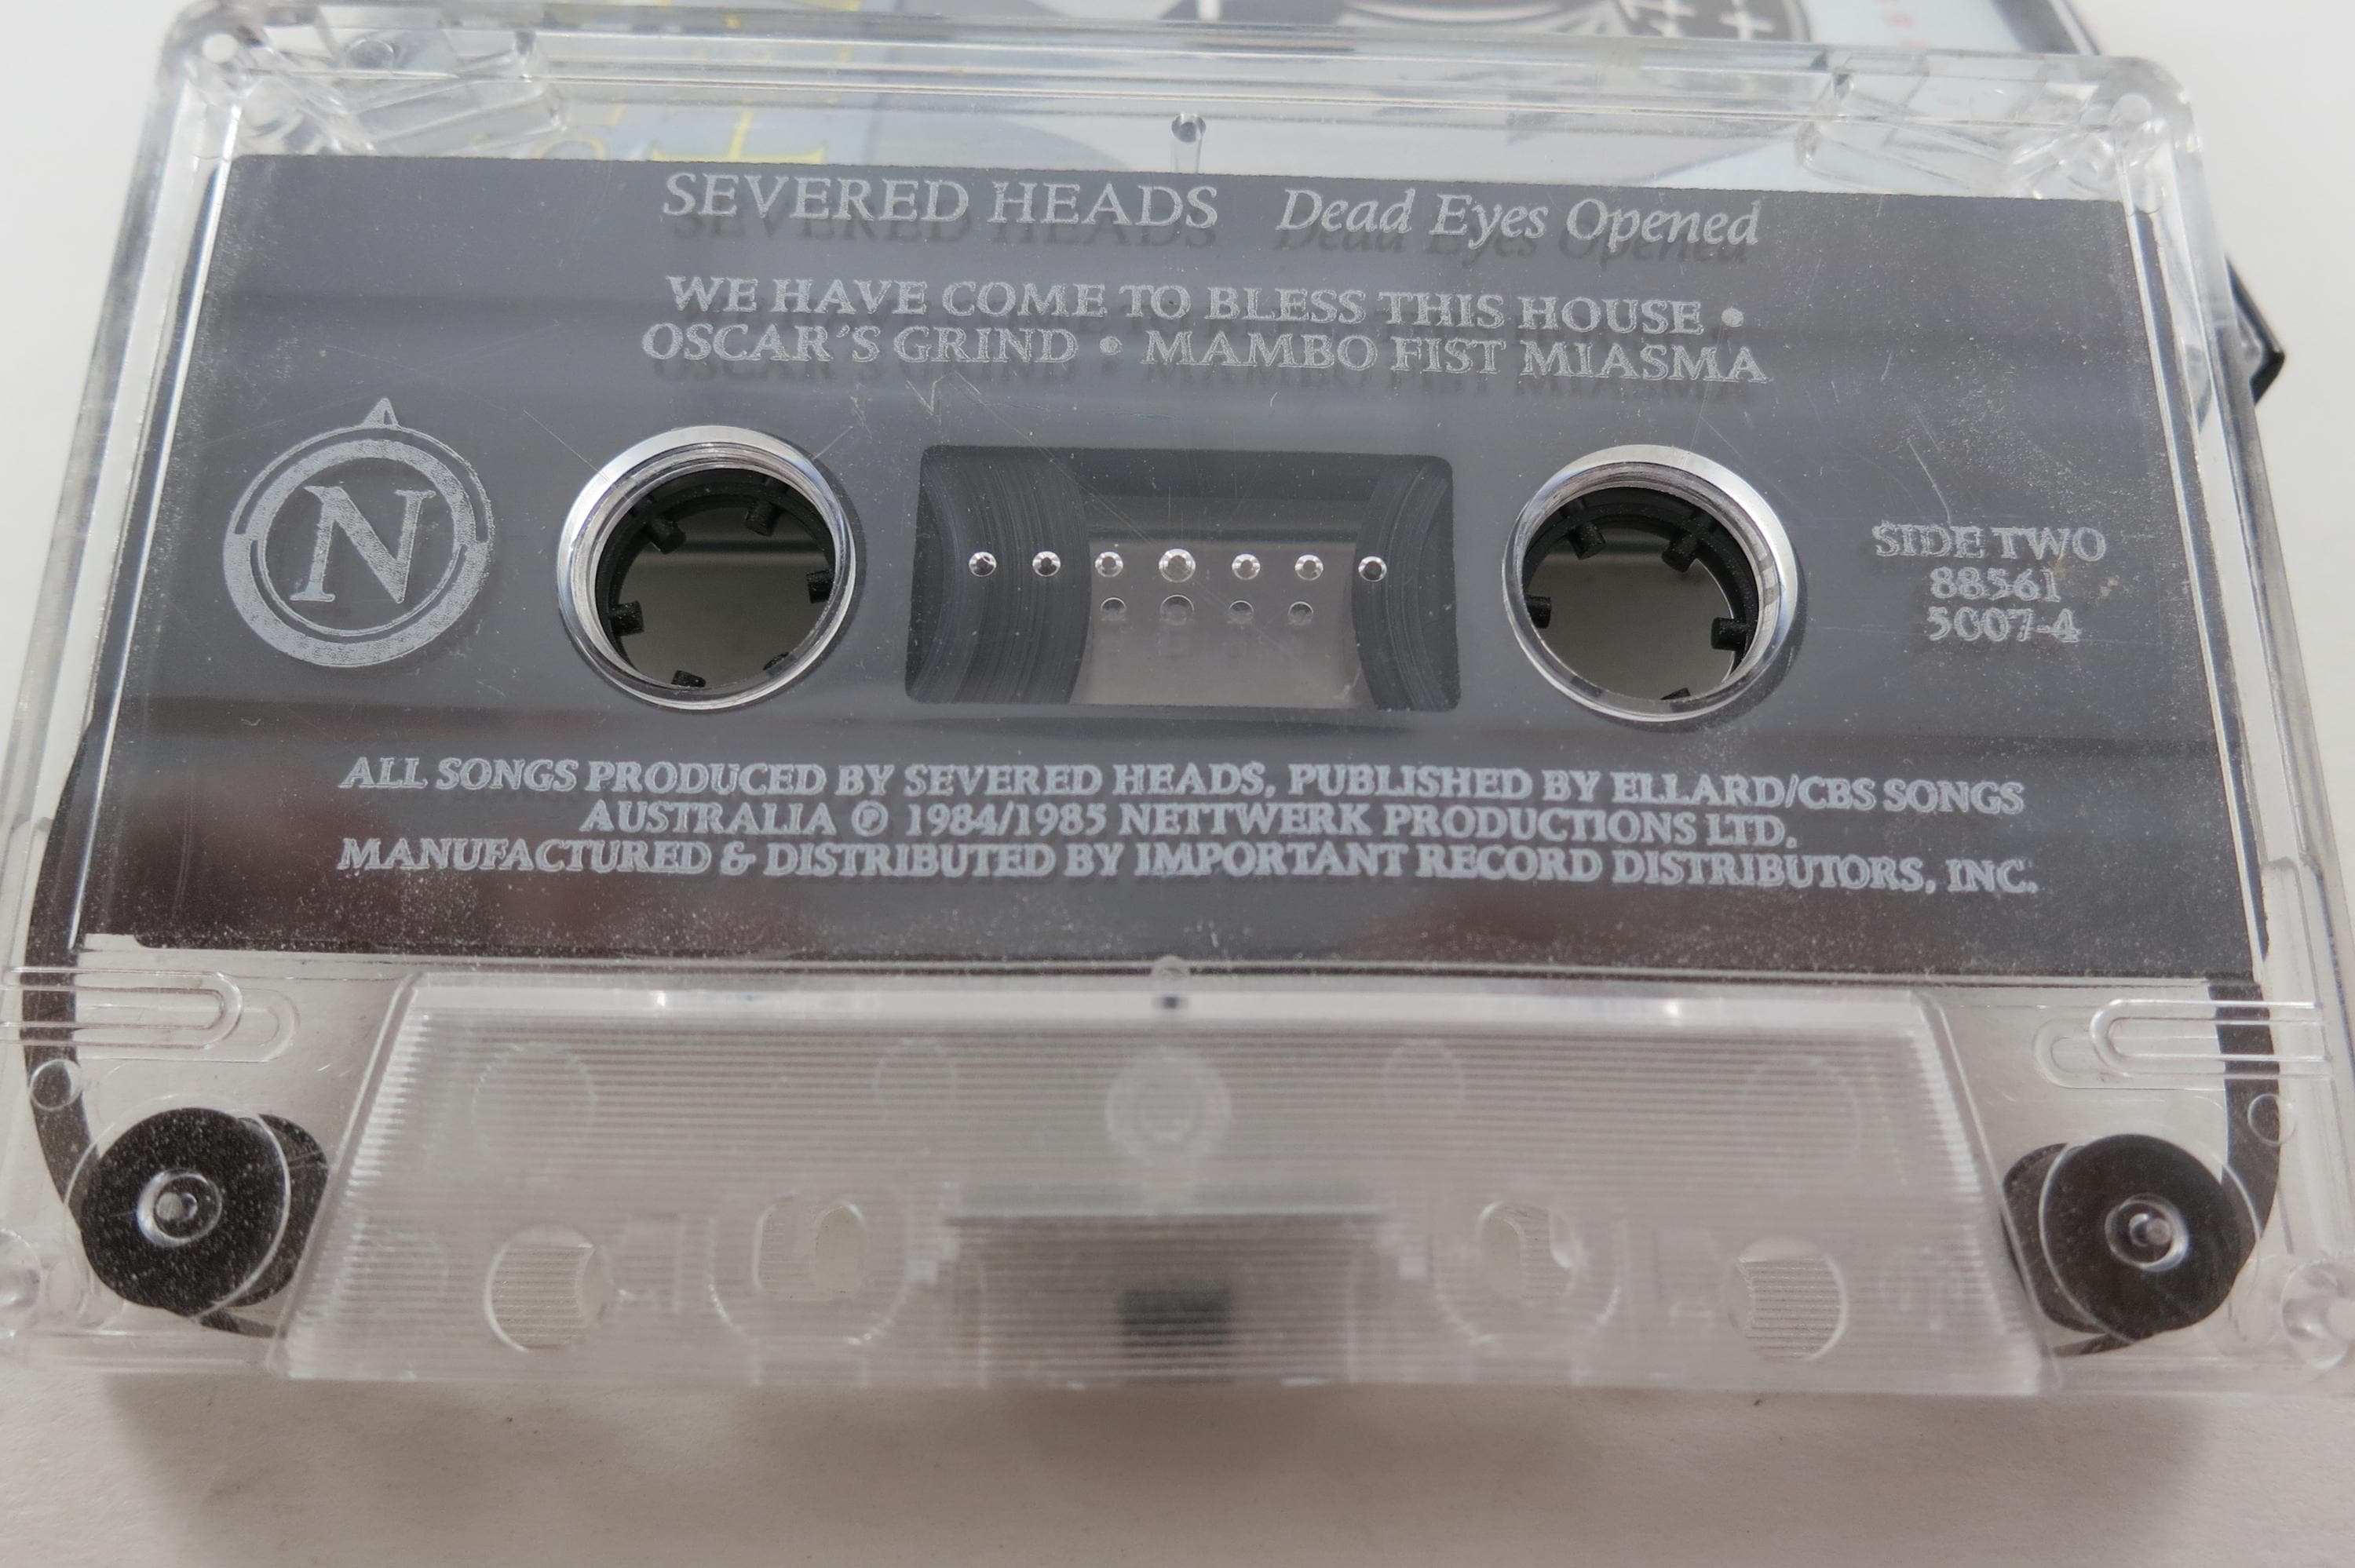 SEVERED HEADS Dead Eyes Opened
WE HAVE COME TO BLESS THIS HOUSE •
OSCAR'S GRIND • MAMBO FIST MIASMA
N
SIDE TWO
88561
5007-4
ALL SONGS PRODUCED BY SEVERED HEADS, PUBLISHED BY ELLARD/CBS SONGS
AUSTRALIA ℗ 1984/1985 NETTWERK PRODUCTIONS LTD.
MANUFACTURED & DISTRIBUTED BY IMPORTANT RECORD DISTRIBUTORS, INC.